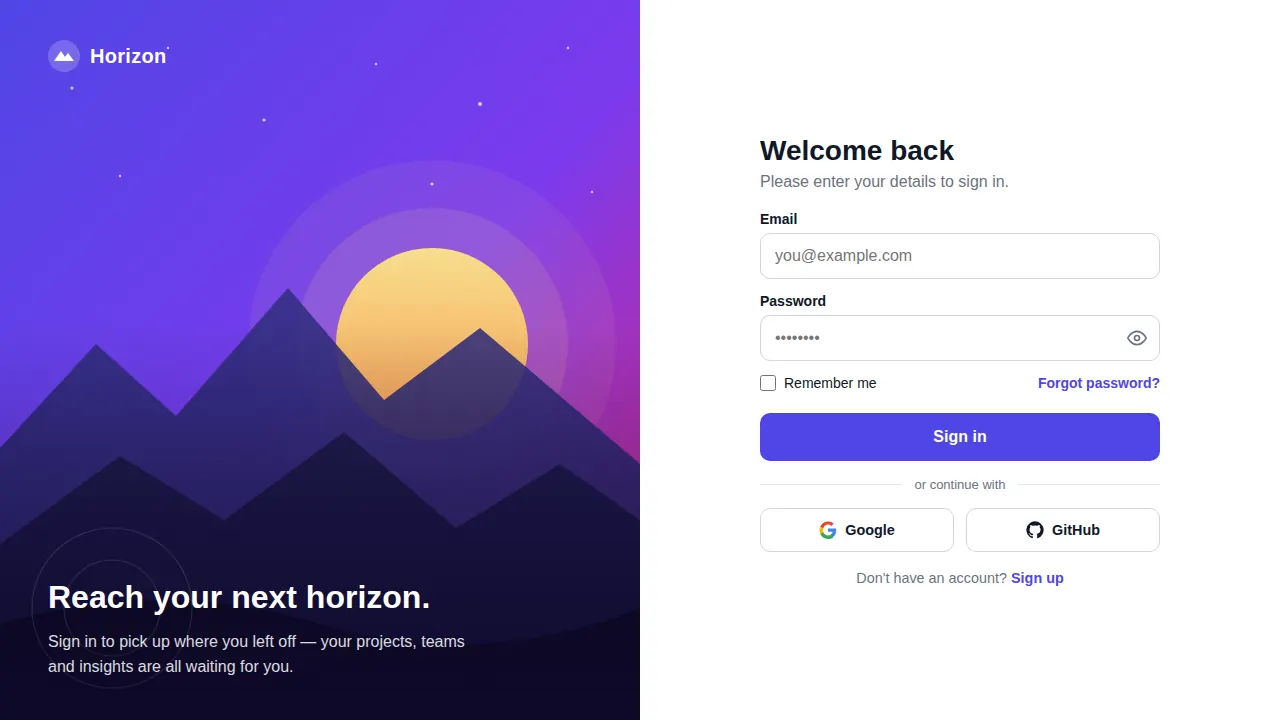 Horizon
Reach your next horizon.
Sign in to pick up where you left off — your projects, teams
and insights are all waiting for you.
Welcome back
Please enter your details to sign in.
Email
you@example.com
Password
••••••••
Remember me
Forgot password?
Sign in
or continue with
Google
GitHub
Don't have an account? Sign up